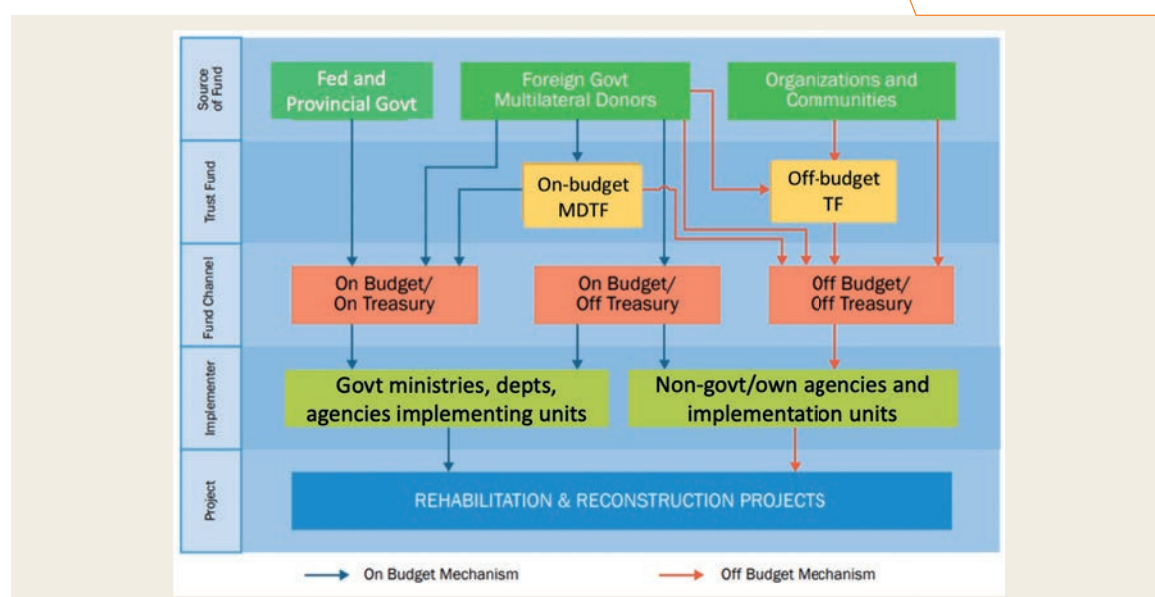 Source
of Fund
Fed and
Provincial Govt
Foreign Govt
Multilateral Donors
Organizations and
Communities
Trust Fund
On-budget
MDTF
Off-budget
TF
Fund Channel
On Budget/
On Treasury
On Budget/
Off Treasury
Off Budget/
Off Treasury
Implementer
Govt ministries, depts,
agencies implementing units
Non-govt/own agencies and
implementation units
Project
REHABILITATION & RECONSTRUCTION PROJECTS
On Budget Mechanism
Off Budget Mechanism